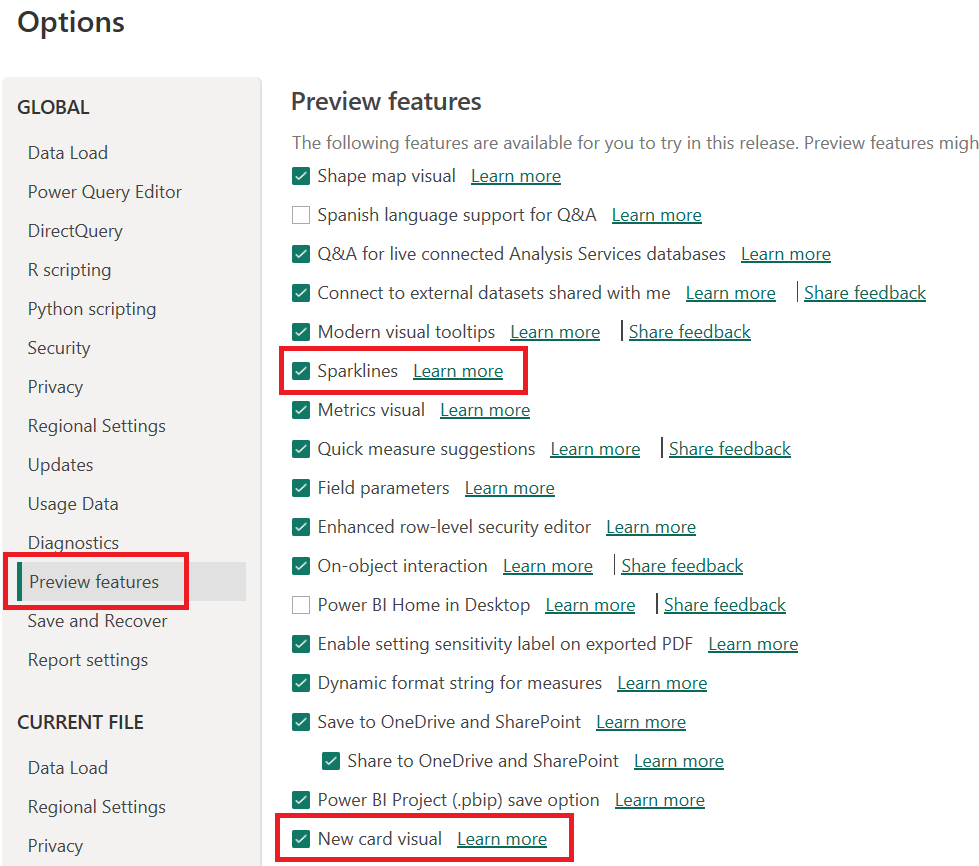 Options
GLOBAL
Data Load
Power Query Editor
DirectQuery
R scripting
Python scripting
Security
Privacy
Regional Settings
Updates
Usage Data
Diagnostics
Preview features
Save and Recover
Report settings
CURRENT FILE
Data Load
Regional Settings
Privacy
Preview features
The following features are available for you to try in this release. Preview features migh
Shape map visual Learn more
Spanish language support for Q&A Learn more
Q&A for live connected Analysis Services databases Learn more
Connect to external datasets shared with me Learn more | Share feedback
Modern visual tooltips Learn more | Share feedback
Sparklines Learn more
Metrics visual Learn more
Quick measure suggestions Learn more | Share feedback
Field parameters Learn more
Enhanced row-level security editor Learn more
On-object interaction Learn more | Share feedback
Power BI Home in Desktop Learn more | Share feedback
Enable setting sensitivity label on exported PDF Learn more
Dynamic format string for measures Learn more
Save to OneDrive and SharePoint Learn more
Share to OneDrive and SharePoint Learn more
Power BI Project (.pbip) save option Learn more
New card visual Learn more